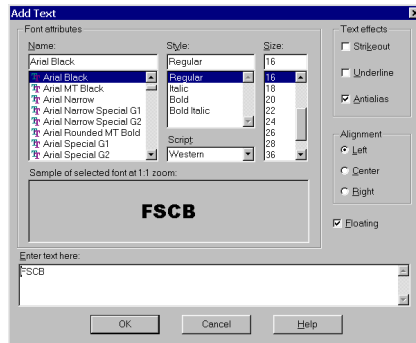 Add Text
Font attributes
Name:
Style:
Size:
Arial Black
Regular
16
Arial Black
Arial MT Black
Arial Narrow
Arial Narrow Special G1
Arial Narrow Special G2
Arial Rounded MT Bold
Arial Special G1
Arial Special G2
Regular
Italic
Bold
Bold Italic
Script:
Western
16
18
20
22
24
26
28
36
Sample of selected font at 1:1 zoom:
FSCB
Text effects
Strikeout
Underline
Antialias
Alignment
Left
Center
Right
Floating
Enter text here:
FSCB
OK
Cancel
Help